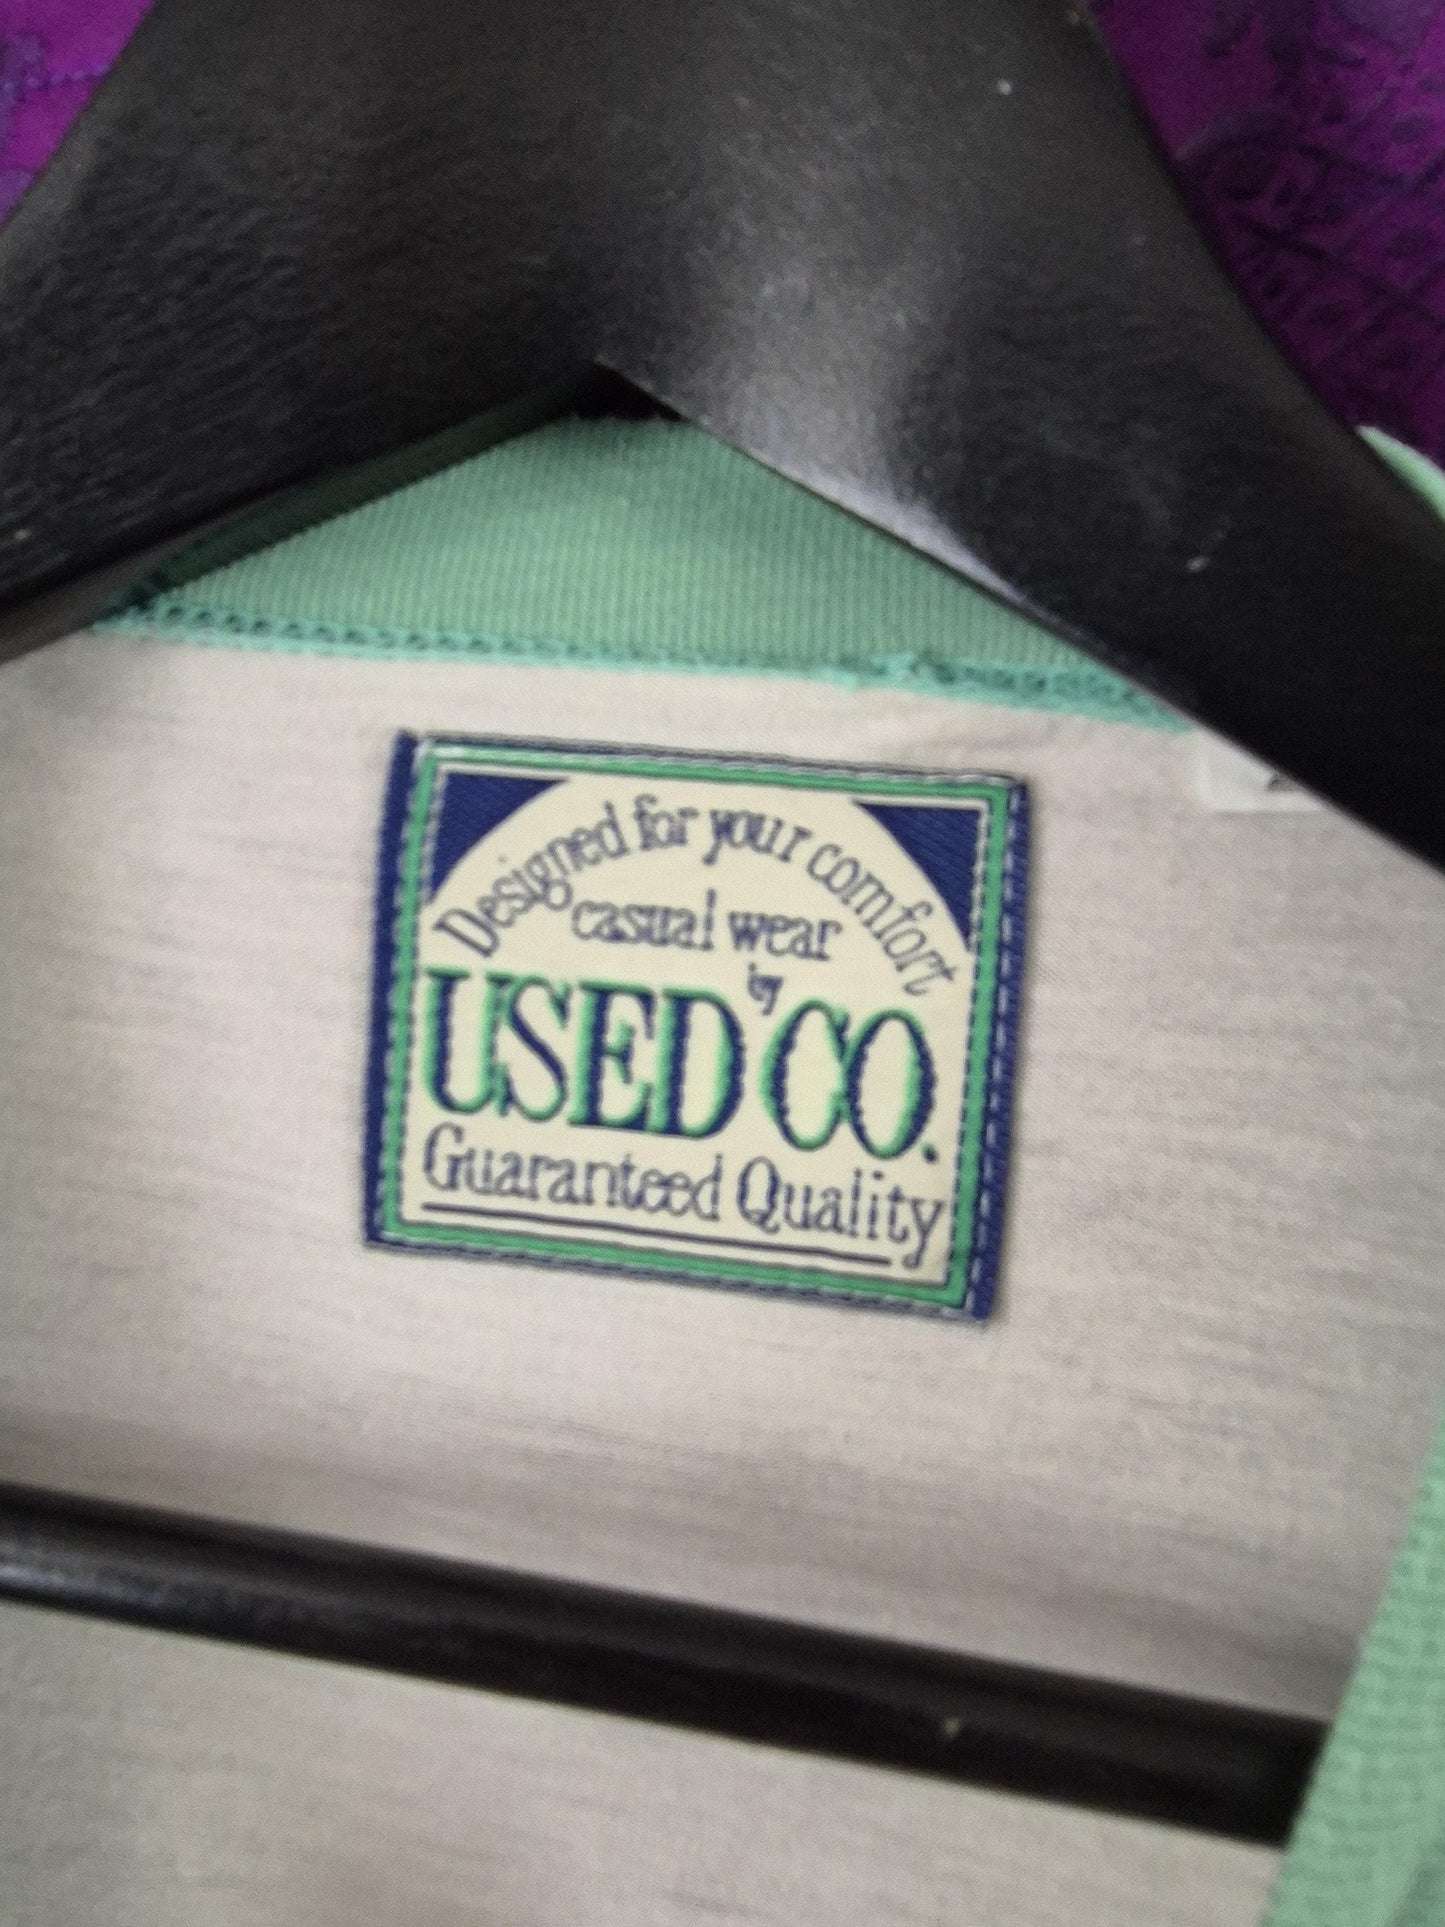 Designed for your comfort
casual wear
by
USED CO.
Guaranteed Quality